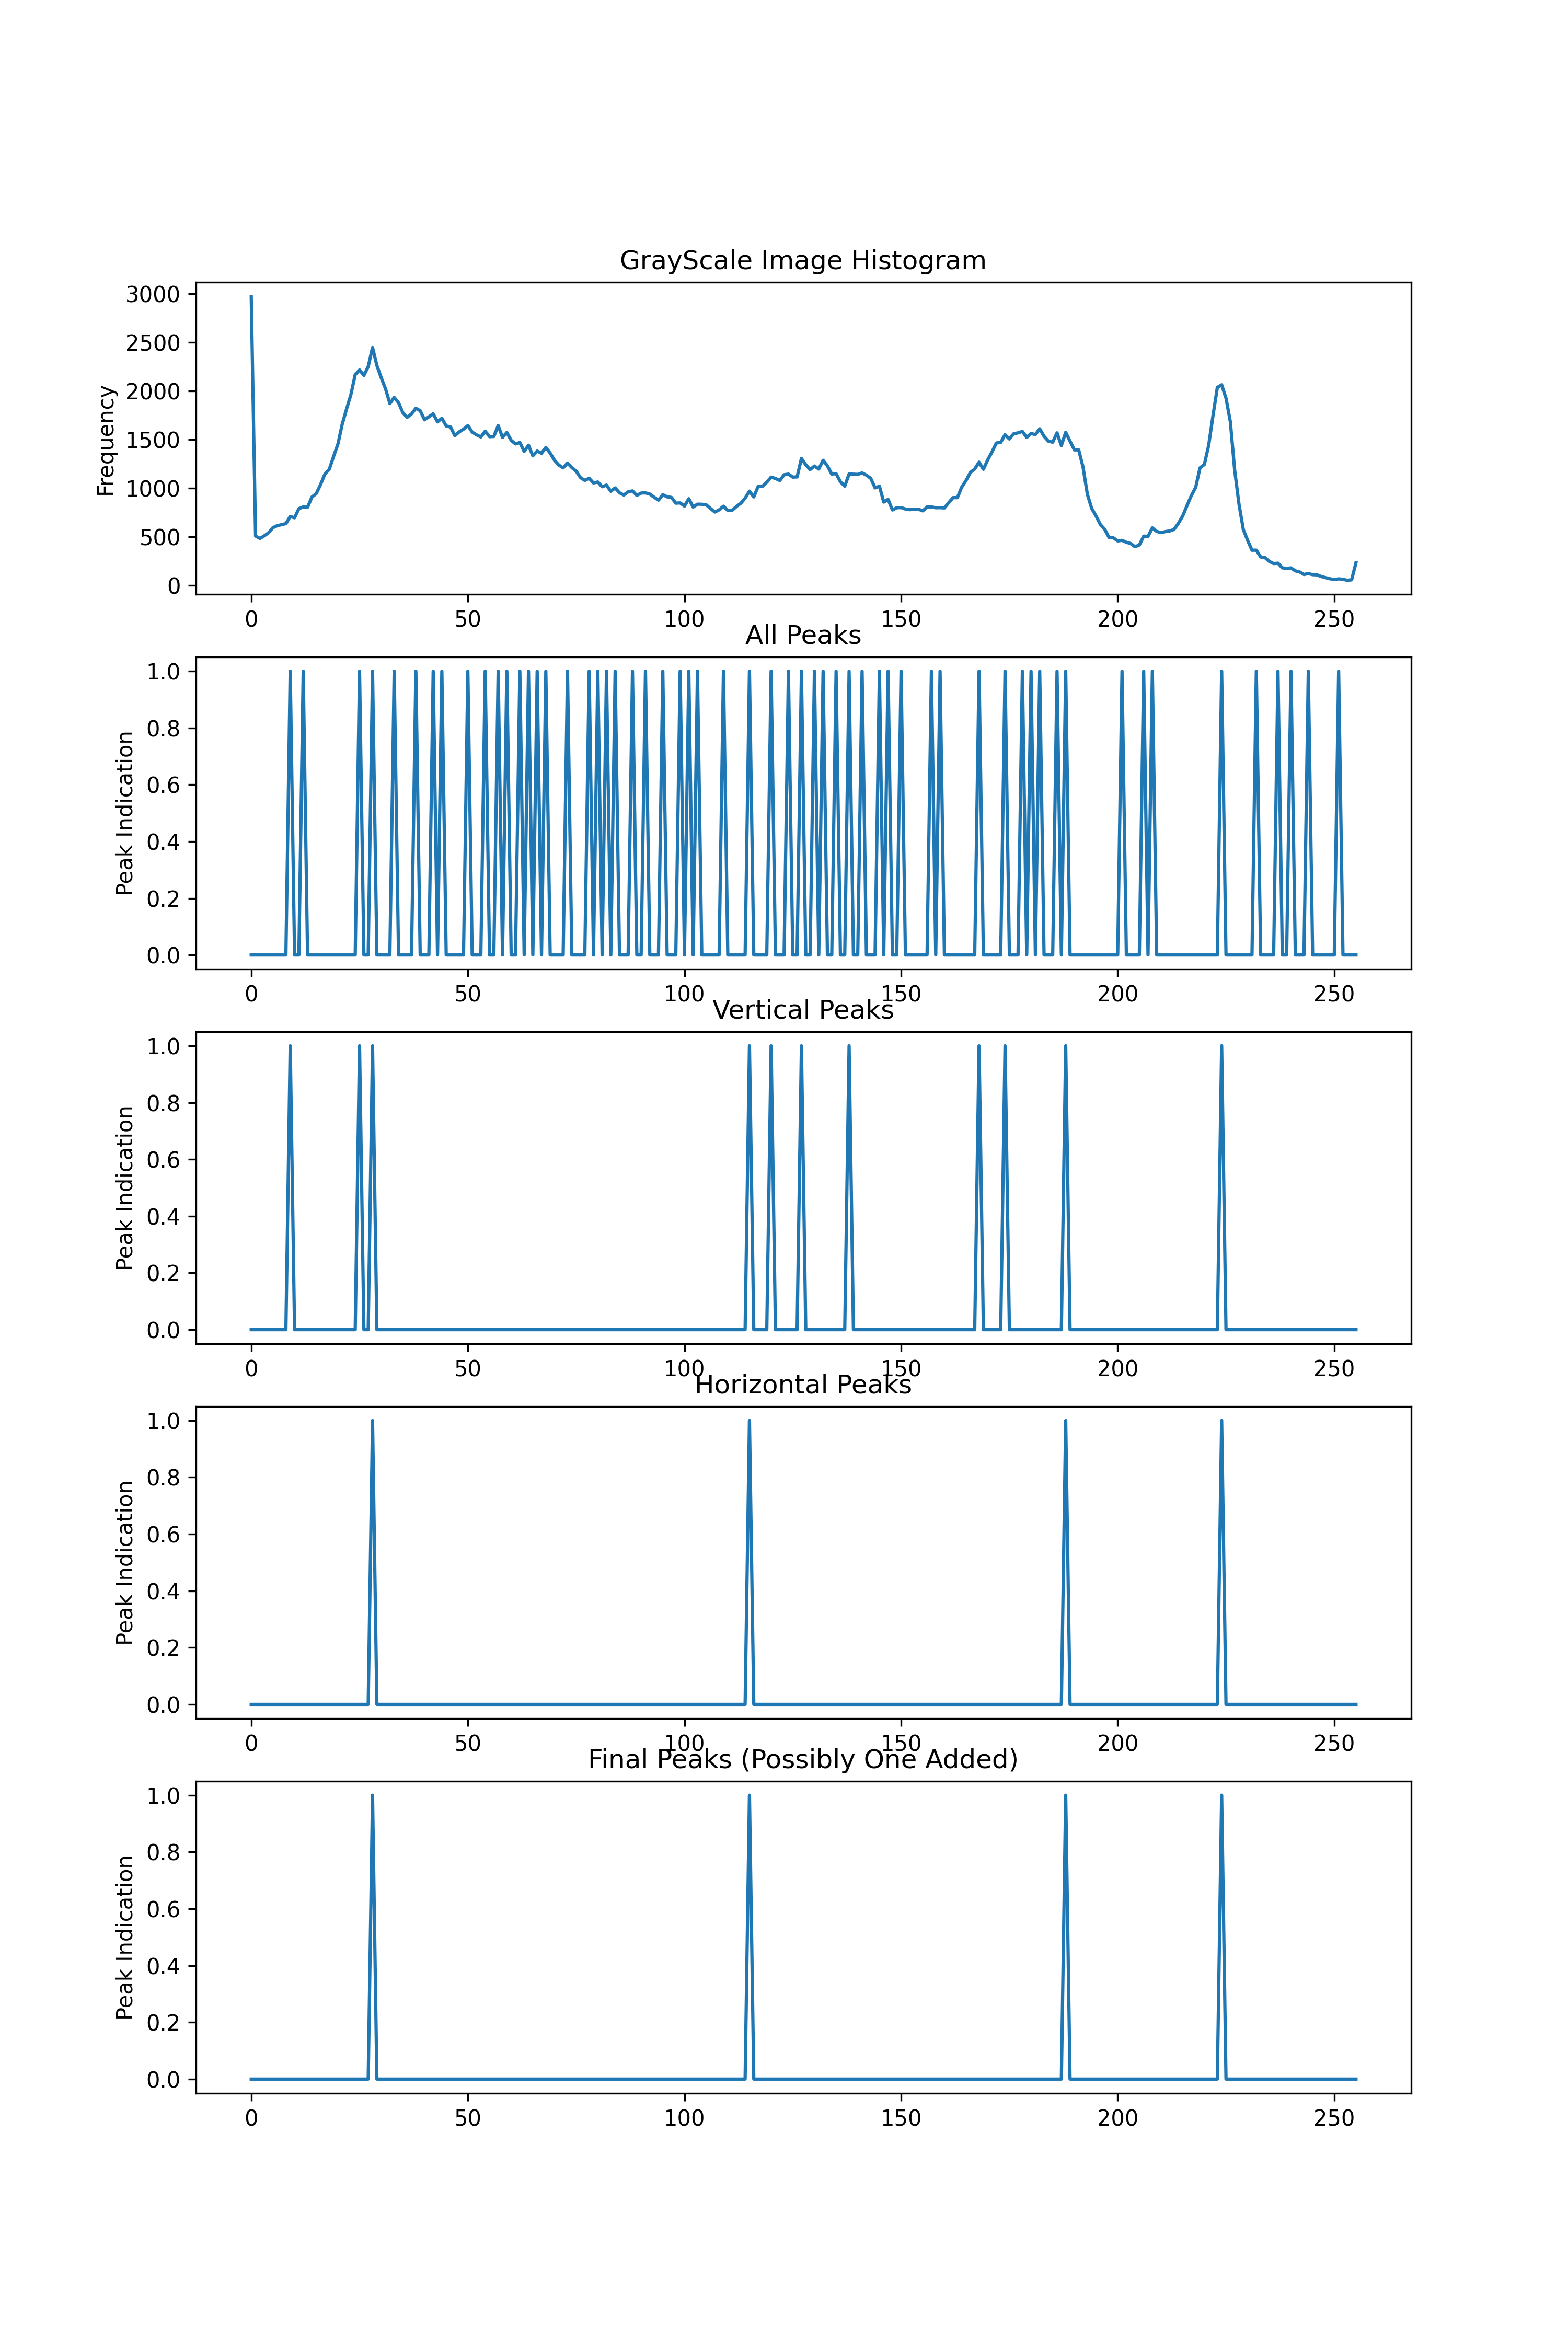 GrayScale Image Histogram
3000
2500
2000
1500
1000
500
0
Frequency
0 50 100 150 200 250
All Peaks
1.0
0.8
0.6
0.4
0.2
0.0
Peak Indication
0 50 100 150 200 250
Vertical Peaks
1.0
0.8
0.6
0.4
0.2
0.0
Peak Indication
0 50 100 150 200 250
Horizontal Peaks
1.0
0.8
0.6
0.4
0.2
0.0
Peak Indication
0 50 100 150 200 250
Final Peaks (Possibly One Added)
1.0
0.8
0.6
0.4
0.2
0.0
Peak Indication
0 50 100 150 200 250